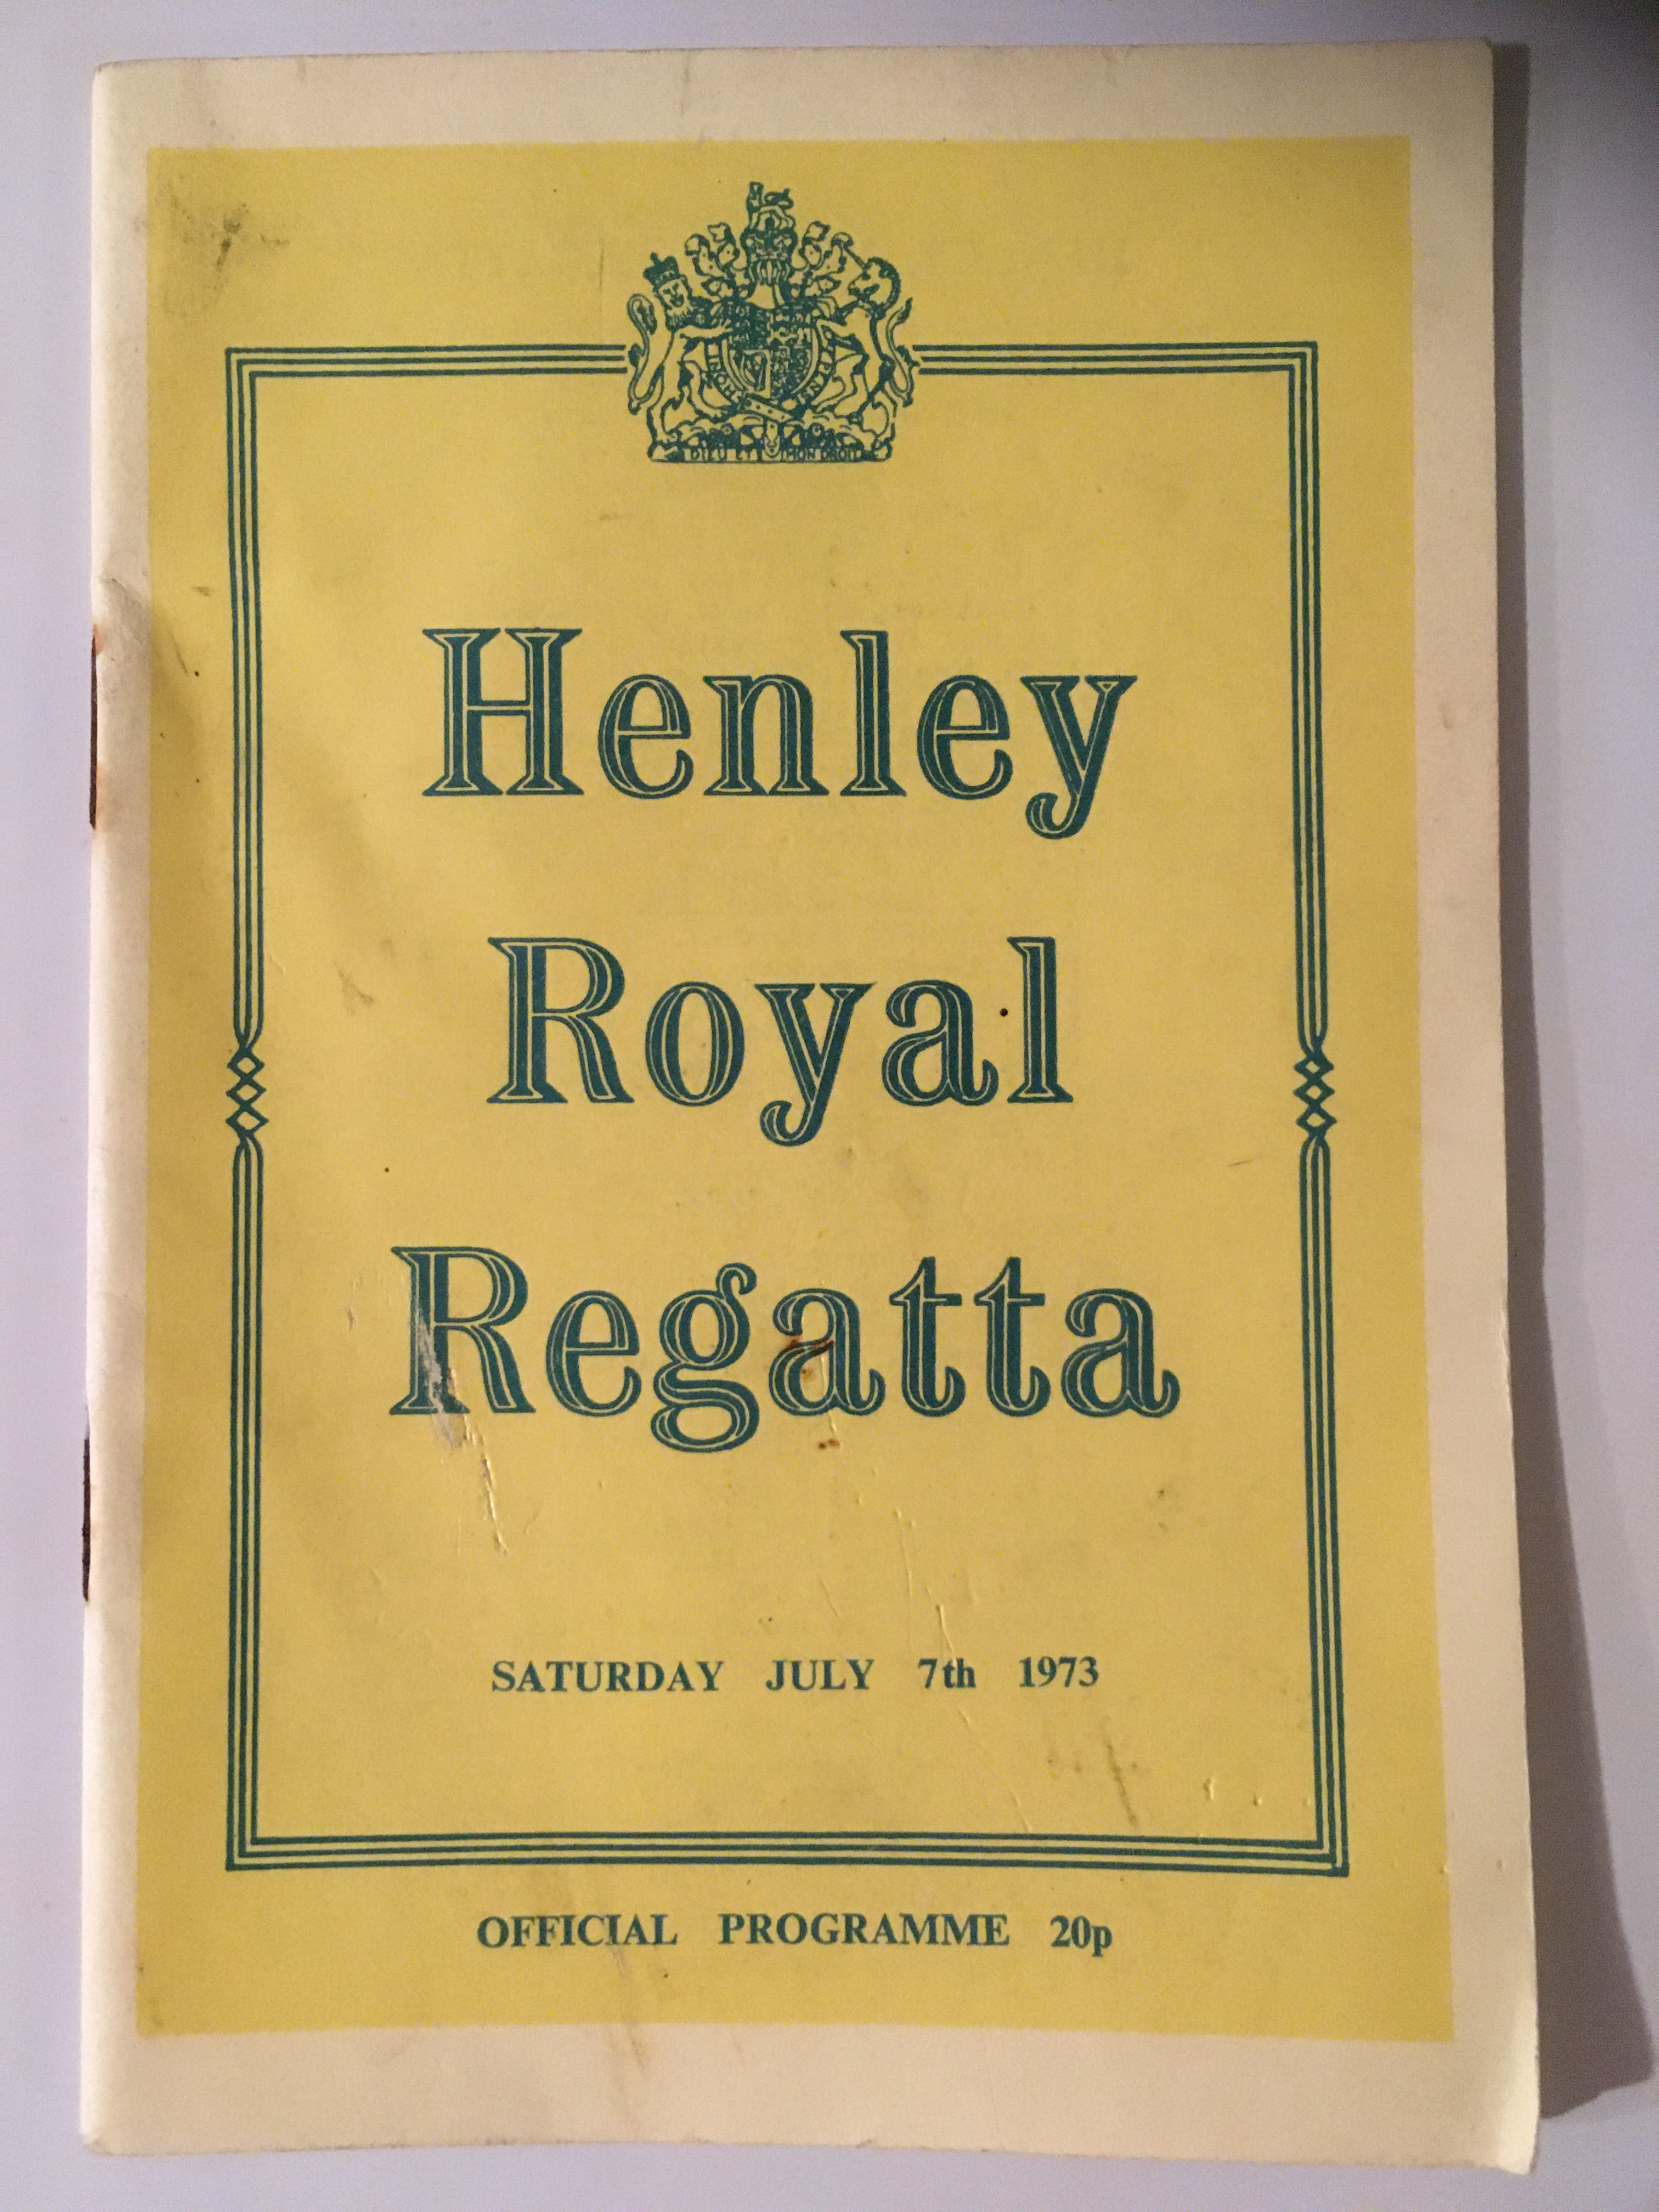 DIEU ET MON DROIT
Henley
Royal
Regatta
SATURDAY JULY 7th 1973
OFFICIAL PROGRAMME 20p